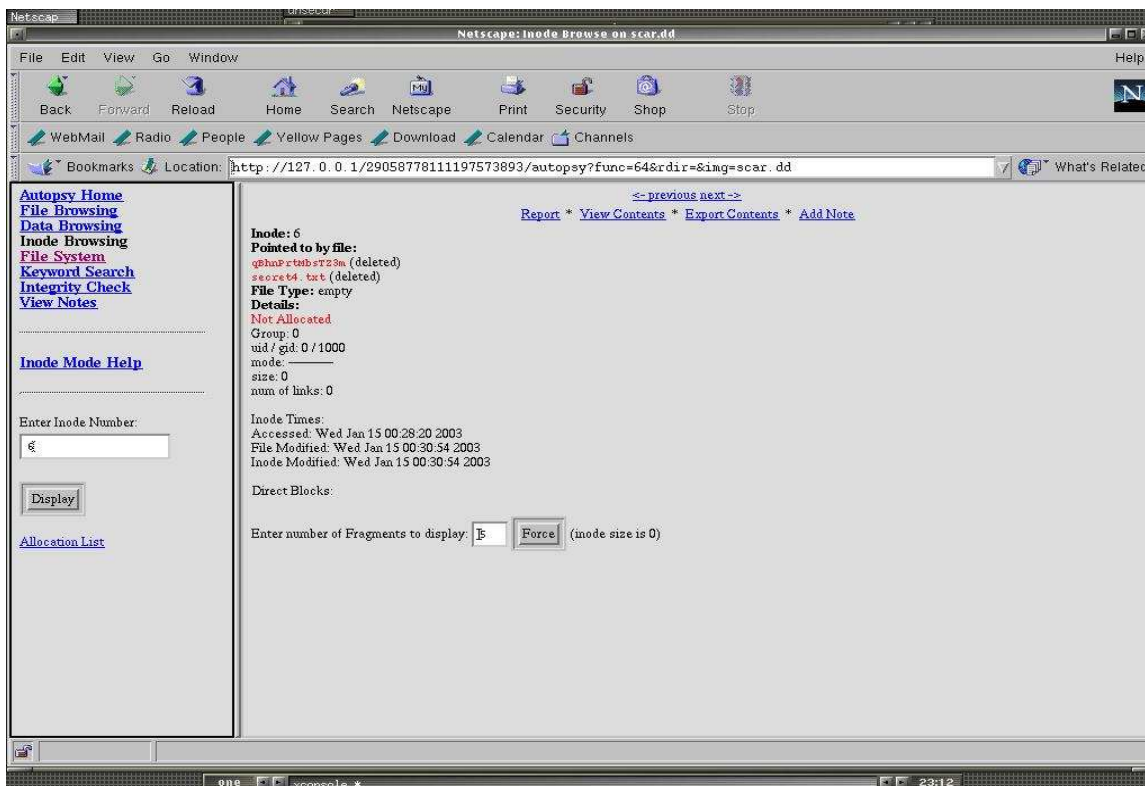 Netscap
unsecur
Netscape: Inode Browse on scar.dd
File Edit View Go Window Help
Back Forward Reload Home Search Netscape Print Security Shop Stop
My
N
WebMail Radio People Yellow Pages Download Calendar Channels
Bookmarks Location: http://127.0.0.1/29058778111197573893/autopsy?func=64&rdir=&img=scar.dd What's Related
Autopsy Home
File Browsing
Data Browsing
Inode Browsing
File System
Keyword Search
Integrity Check
View Notes
Inode Mode Help
Enter Inode Number:
6
Display
Allocation List
<- previous next ->
Report * View Contents * Export Contents * Add Note
Inode: 6
Pointed to by file:
qBhnPrtMbsTZ3m (deleted)
secret4.txt (deleted)
File Type: empty
Details:
Not Allocated
Group: 0
uid / gid: 0 / 1000
mode: ----------
size: 0
num of links: 0
Inode Times:
Accessed: Wed Jan 15 00:28:20 2003
File Modified: Wed Jan 15 00:30:54 2003
Inode Modified: Wed Jan 15 00:30:54 2003
Direct Blocks:
Enter number of Fragments to display: 15 Force (inode size is 0)
one xconsole * 23:12